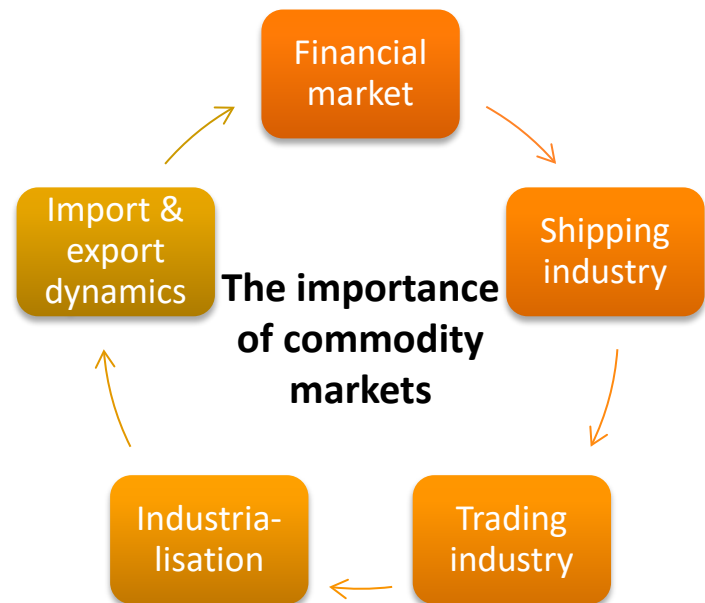 Financial
market
Shipping
industry
Trading
industry
Industria-
lisation
Import &
export
dynamics
The importance
of commodity
markets